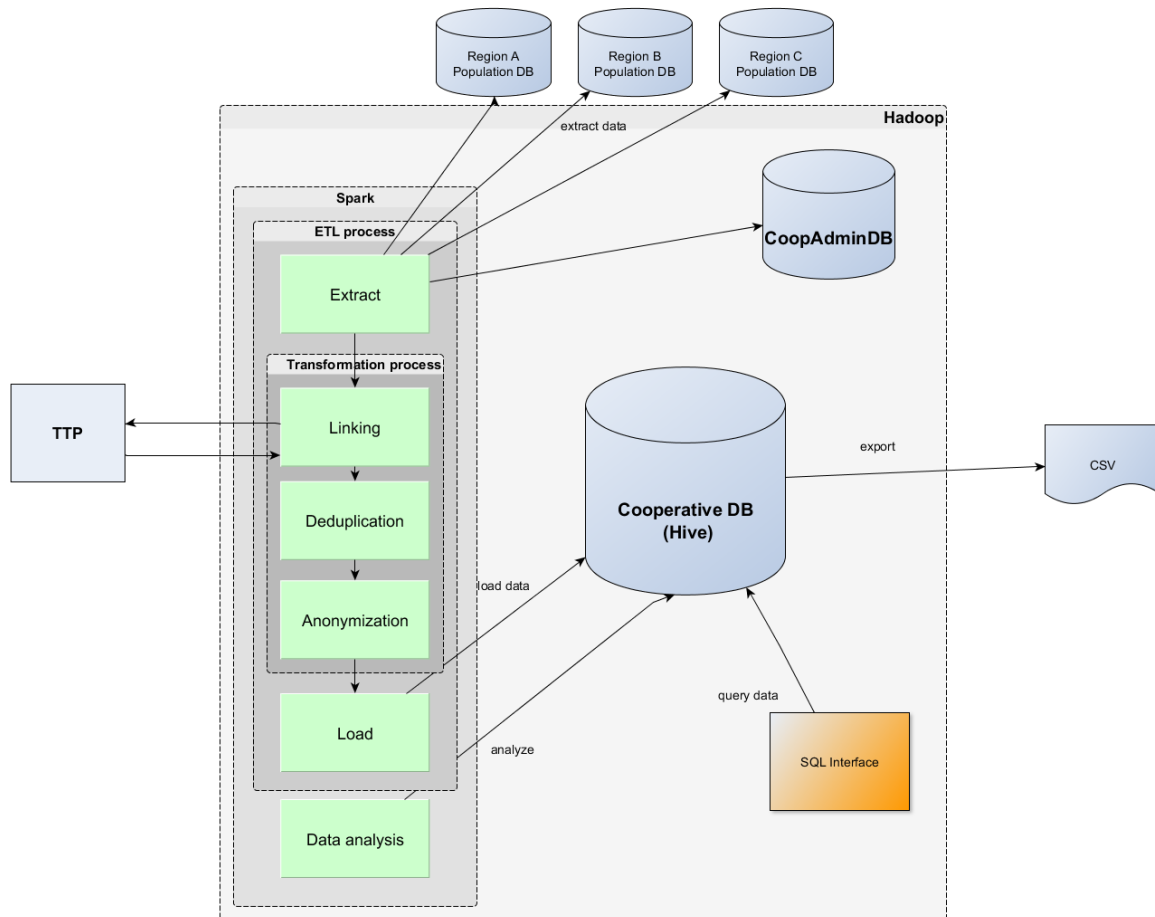 Region A
Population DB
Region B
Population DB
Region C
Population DB
Hadoop
extract data
Spark
CoopAdminDB
ETL process
Extract
Transformation process
TTP
Linking
export
CSV
Cooperative DB
(Hive)
Deduplication
load data
Anonymization
query data
Load
analyze
SQL Interface
Data analysis